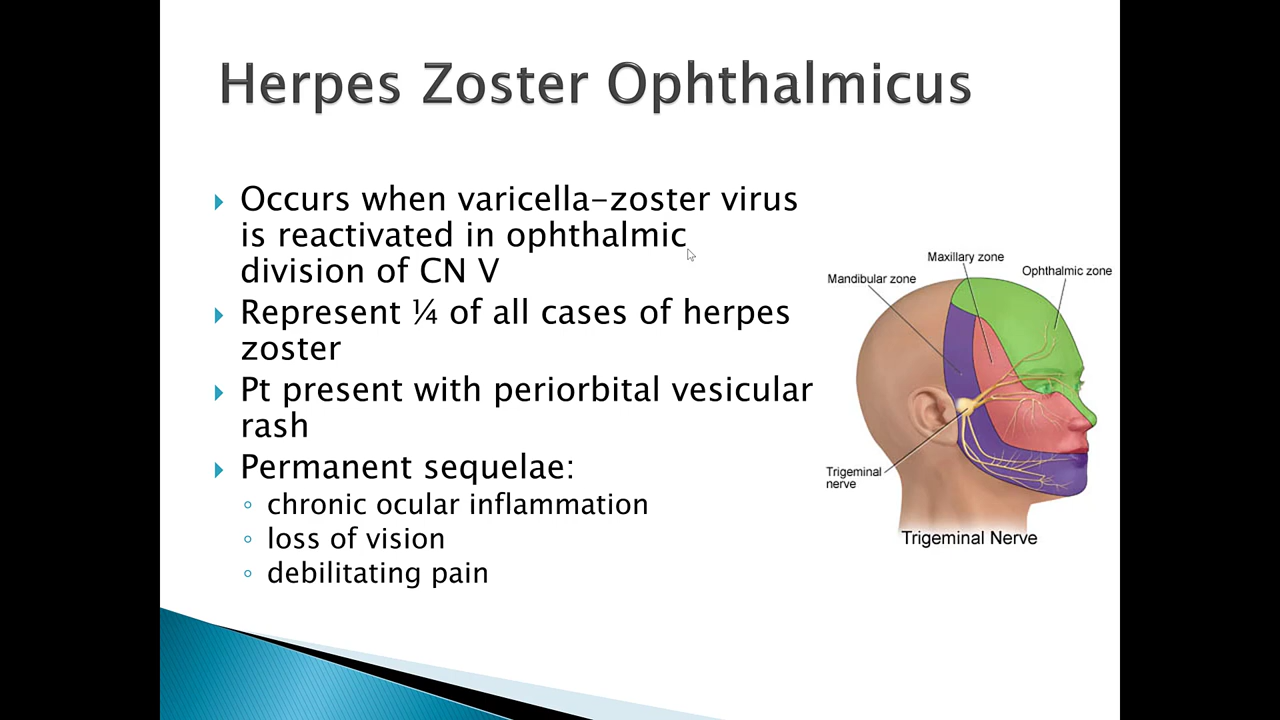 Herpes Zoster Ophthalmicus
Occurs when varicella-zoster virus
is reactivated in ophthalmic
division of CN V
Represent ¼ of all cases of herpes
zoster
Pt present with periorbital vesicular
rash
Permanent sequelae:
chronic ocular inflammation
loss of vision
debilitating pain
Maxillary zone
Ophthalmic zone
Mandibular zone
Trigeminal
nerve
Trigeminal Nerve